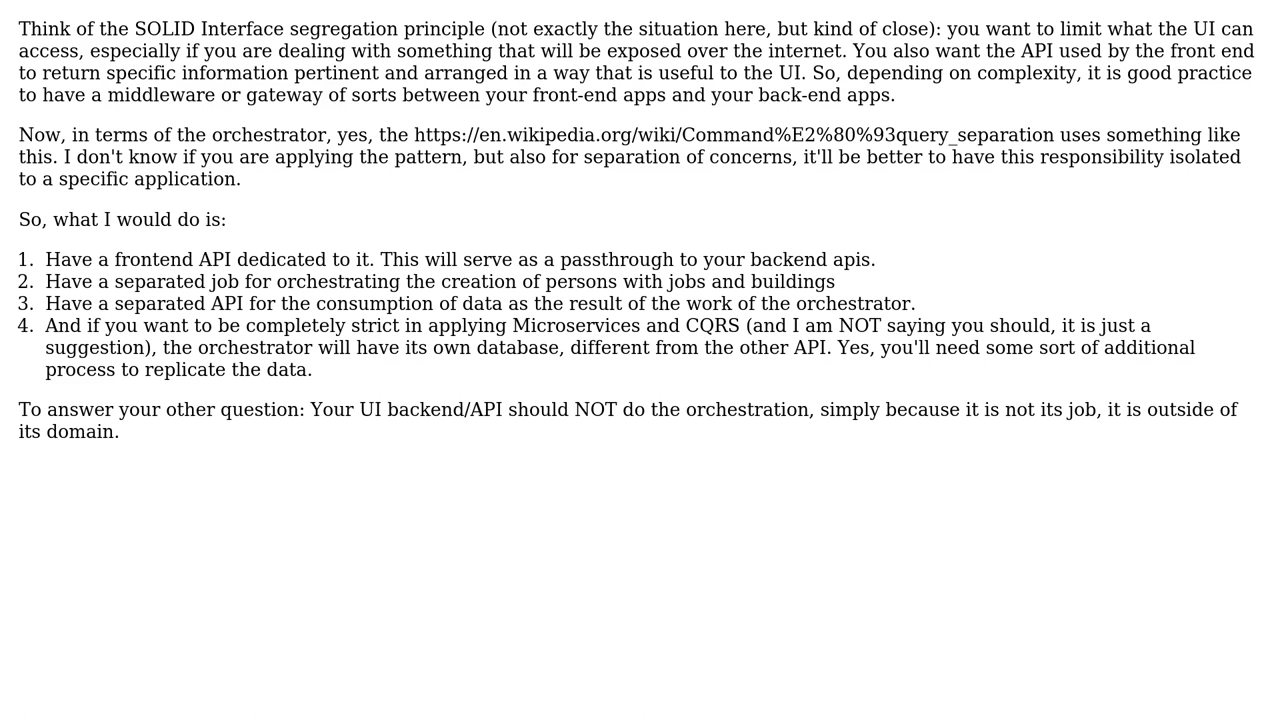 Think of the SOLID Interface segregation principle (not exactly the situation here, but kind of close): you want to limit what the UI can
access, especially if you are dealing with something that will be exposed over the internet. You also want the API used by the front end
to return specific information pertinent and arranged in a way that is useful to the UI. So, depending on complexity, it is good practice
to have a middleware or gateway of sorts between your front-end apps and your back-end apps.
Now, in terms of the orchestrator, yes, the https://en.wikipedia.org/wiki/Command%E2%80%93query_separation uses something like
this. I don't know if you are applying the pattern, but also for separation of concerns, it'll be better to have this responsibility isolated
to a specific application.
So, what I would do is:
1. Have a frontend API dedicated to it. This will serve as a passthrough to your backend apis.
2. Have a separated job for orchestrating the creation of persons with jobs and buildings
3. Have a separated API for the consumption of data as the result of the work of the orchestrator.
4. And if you want to be completely strict in applying Microservices and CQRS (and I am NOT saying you should, it is just a
suggestion), the orchestrator will have its own database, different from the other API. Yes, you'll need some sort of additional
process to replicate the data.
To answer your other question: Your UI backend/API should NOT do the orchestration, simply because it is not its job, it is outside of
its domain.